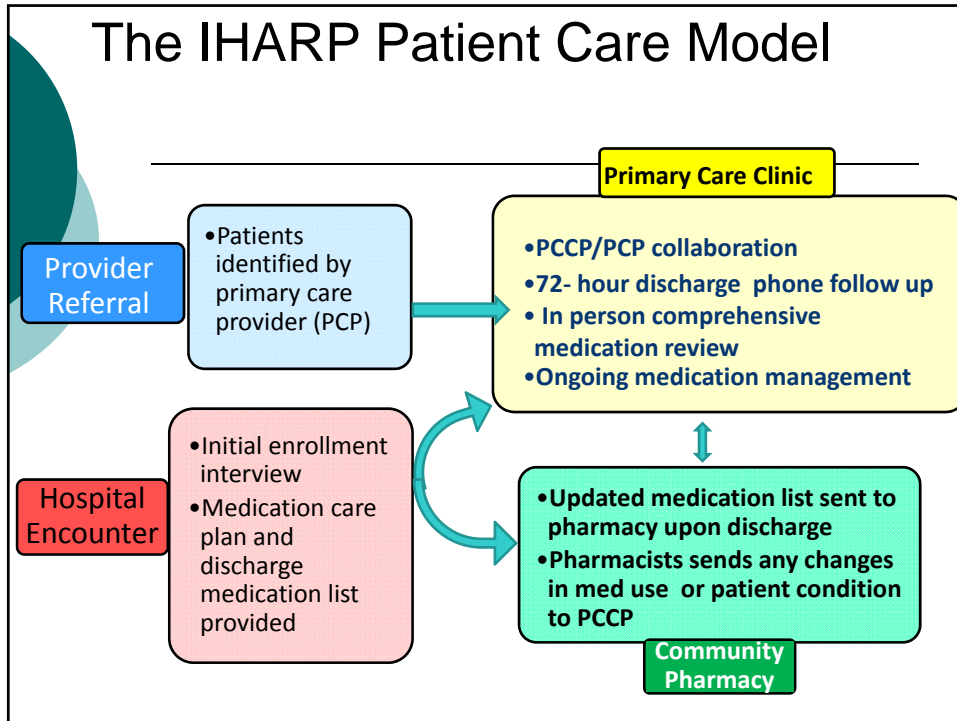 The IHARP Patient Care Model
Primary Care Clinic
Provider
Referral
•Patients
identified by
primary care
provider (PCP)
•PCCP/PCP collaboration
•72- hour discharge  phone follow up
• In person comprehensive
medication review
•Ongoing medication management
Hospital
Encounter
•Initial enrollment
interview
•Medication care
plan and
discharge
medication list
provided
•Updated medication list sent to
pharmacy upon discharge
•Pharmacists sends any changes
in med use  or patient condition
to PCCP
Community
Pharmacy